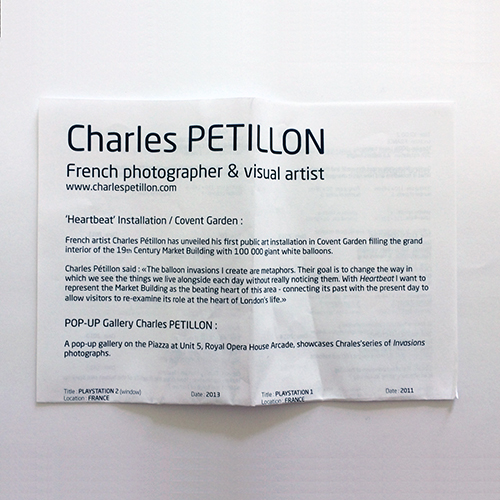 Charles PETILLON
French photographer & visual artist
www.charlespetillon.com
'Heartbeat' Installation / Covent Garden :
French artist Charles Pétillon has unveiled his first public art installation in Covent Garden filling the grand
interior of the 19th Century Market Building with 100 000 giant white balloons.
Charles Pétillon said : «The balloon invasions I create are metaphors. Their goal is to change the way in
which we see the things we live alongside each day without really noticing them. With Heartbeat I want to
represent the Market Building as the beating heart of this area - connecting its past with the present day to
allow visitors to re-examine its role at the heart of London's life.»
POP-UP Gallery Charles PETILLON :
A pop-up gallery on the Piazza at Unit 5, Royal Opera House Arcade, showcases Chrales'series of Invasions
photographs.
Title : PLAYSTATION 2 (window) Date : 2013 Title : PLAYSTATION 1 Date : 2011
Location : FRANCE Location : FRANCE